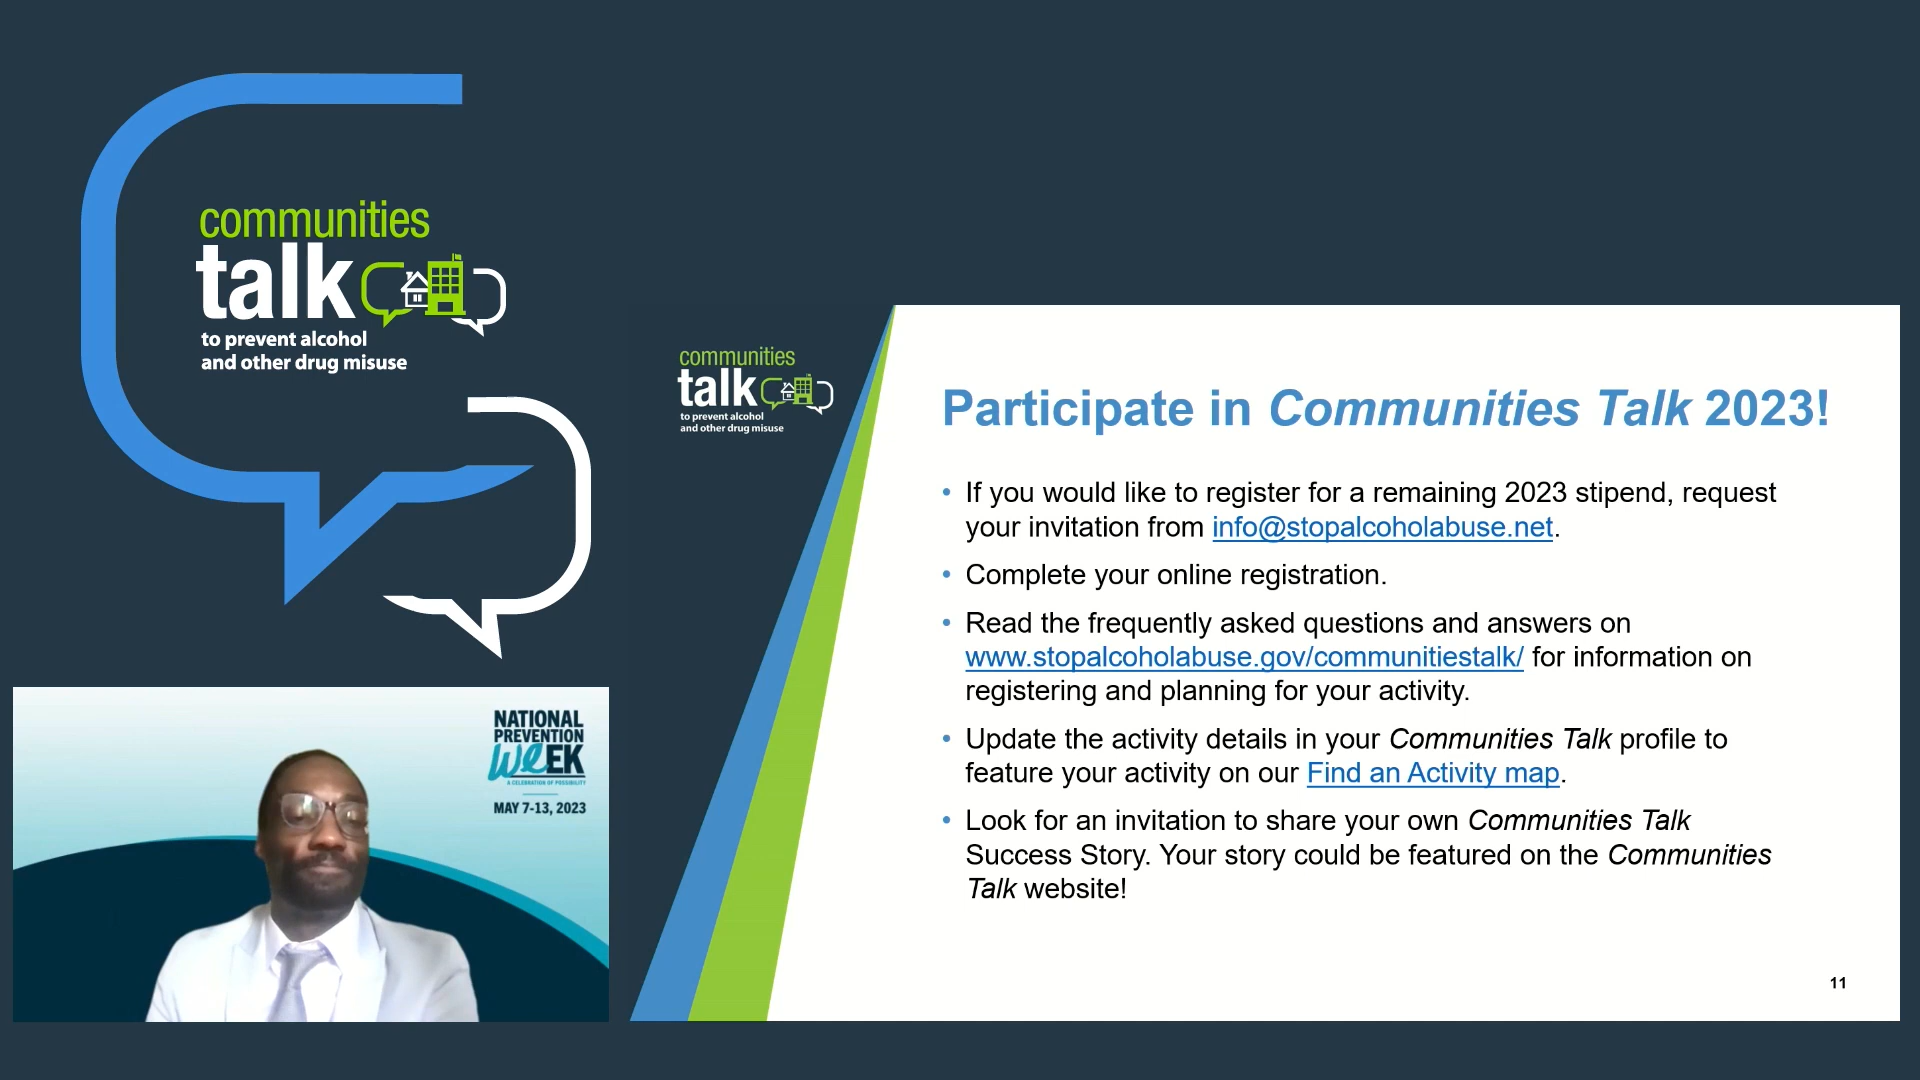 communities
talk
to prevent alcohol
and other drug misuse
NATIONAL
PREVENTION
WeEK
A CELEBRATION OF POSSIBILITY
MAY 7-13, 2023
communities
talk
to prevent alcohol
and other drug misuse
Participate in Communities Talk 2023!
• If you would like to register for a remaining 2023 stipend, request
your invitation from info@stopalcoholabuse.net.
• Complete your online registration.
• Read the frequently asked questions and answers on
www.stopalcoholabuse.gov/communitiestalk/ for information on
registering and planning for your activity.
• Update the activity details in your Communities Talk profile to
feature your activity on our Find an Activity map.
• Look for an invitation to share your own Communities Talk
Success Story. Your story could be featured on the Communities
Talk website!
11